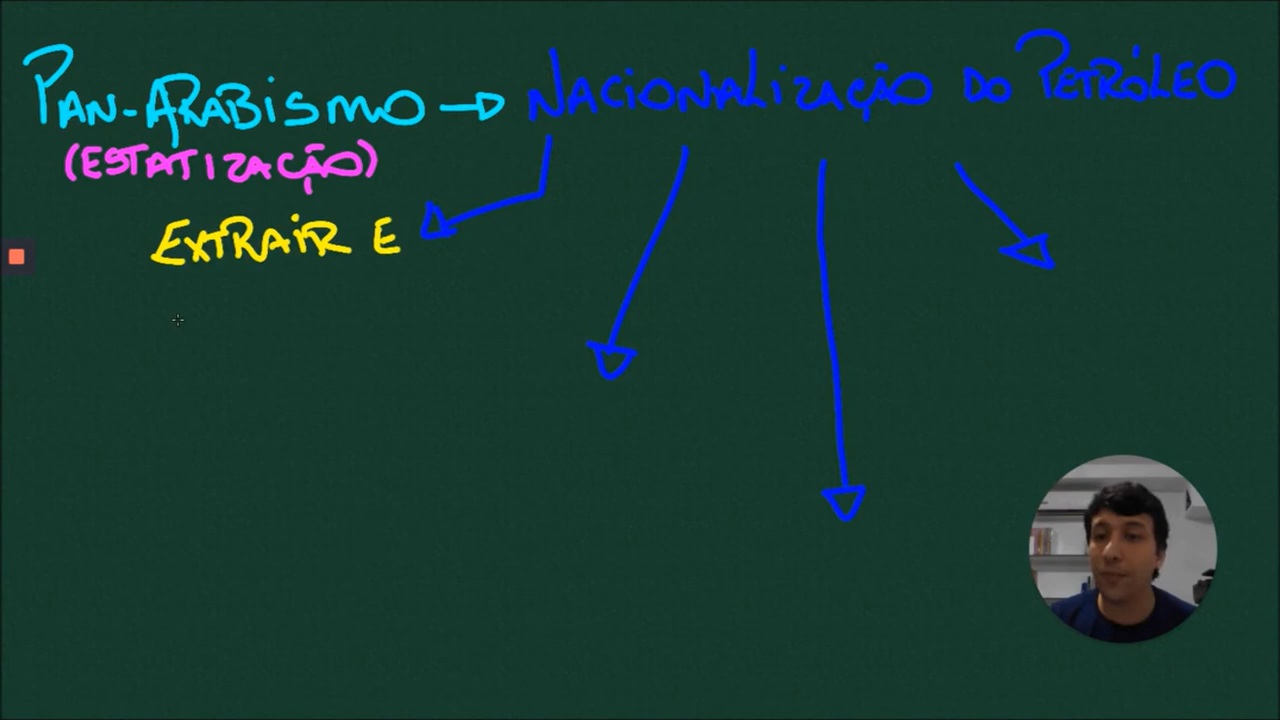 PAN-ARABISMO → NACIONALIZAÇÃO DO PETRÓLEO
(ESTATIZAÇÃO)
EXTRAIR E